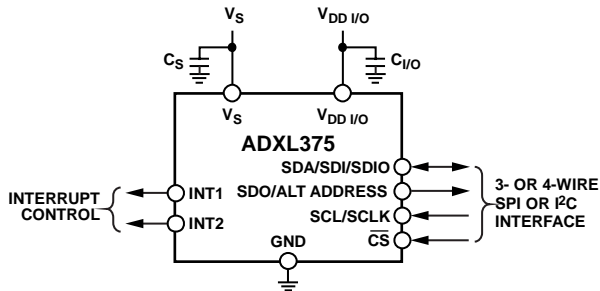 VS
VDD I/O
CS
CI/O
VS
VDD I/O
ADXL375
SDA/SDI/SDIO
SDO/ALT ADDRESS
SCL/SCLK
CS
INT1
INT2
GND
INTERRUPT
CONTROL
3- OR 4-WIRE
SPI OR I2C
INTERFACE